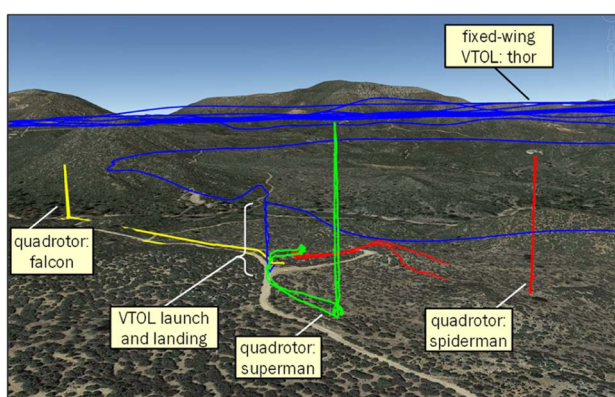 fixed-wing
VTOL: thor
quadrotor:
falcon
VTOL launch
and landing
quadrotor:
superman
quadrotor:
spiderman